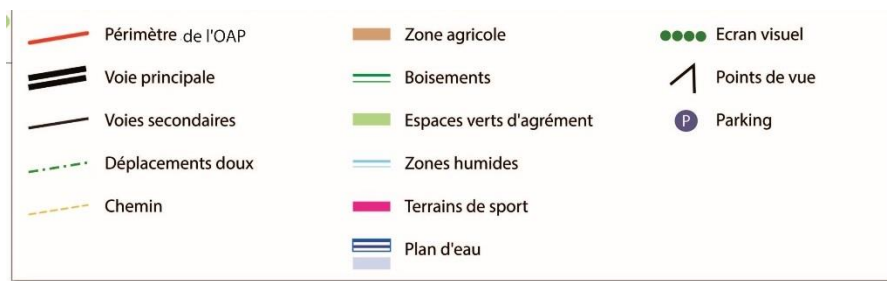 Périmètre de l'OAP
Voie principale
Voies secondaires
Déplacements doux
Chemin
Zone agricole
Boisements
Espaces verts d'agrément
Zones humides
Terrains de sport
Plan d'eau
Ecran visuel
Points de vue
P Parking